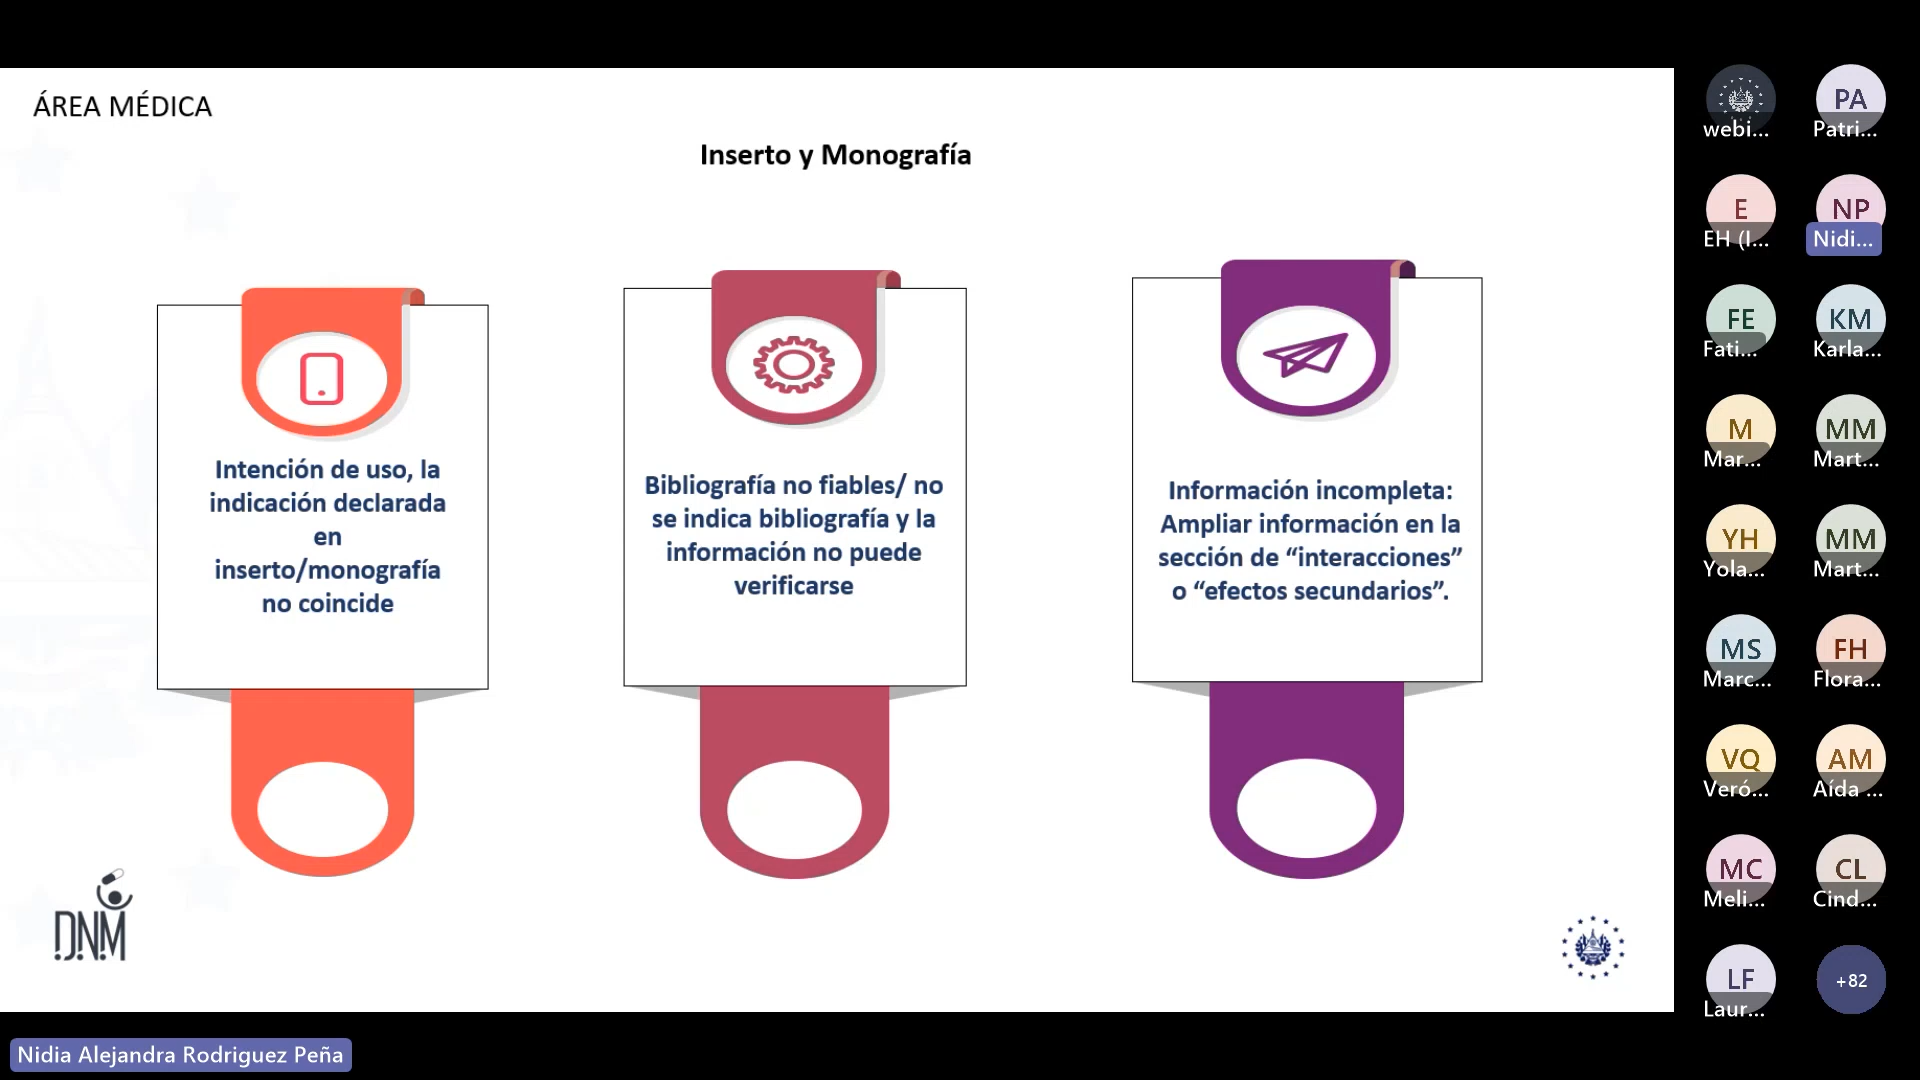 ÁREA MÉDICA
Inserto y Monografía
Intención de uso, la
indicación declarada
en
inserto/monografía
no coincide
Bibliografía no fiables/ no
se indica bibliografía y la
información no puede
verificarse
Información incompleta:
Ampliar información en la
sección de “interacciones”
o “efectos secundarios”.
DNM
webi...
PA
Patri...
E
EH (I...
NP
Nidi...
FE
Fati...
KM
Karla...
M
Mar...
MM
Mart...
YH
Yola...
MM
Mart...
MS
Marc...
FH
Flora...
VQ
Veró...
AM
Aída ...
MC
Meli...
CL
Cind...
LF
Laur...
+82
Nidia Alejandra Rodriguez Peña